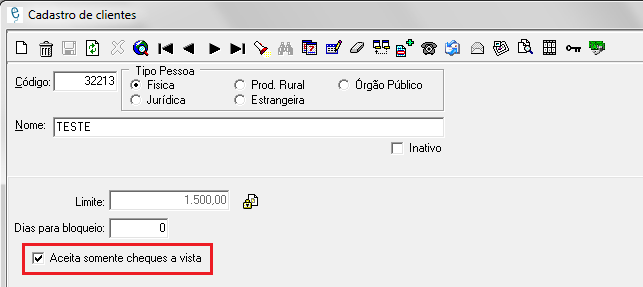 Cadastro de clientes
Tipo Pessoa
Código: 32213
Fisica Prod. Rural Órgão Público
Jurídica Estrangeira
Nome: TESTE
Inativo
Limite: 1.500,00
Dias para bloqueio: 0
Aceita somente cheques a vista